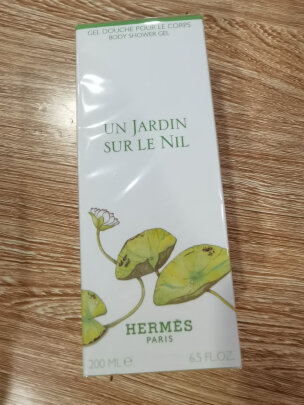 GEL DOUCHE POUR LE CORPS
BODY SHOWER GEL
UN JARDIN
SUR LE NIL
HERMÈS
PARIS
200 ML℮ 6.5 FL.OZ.